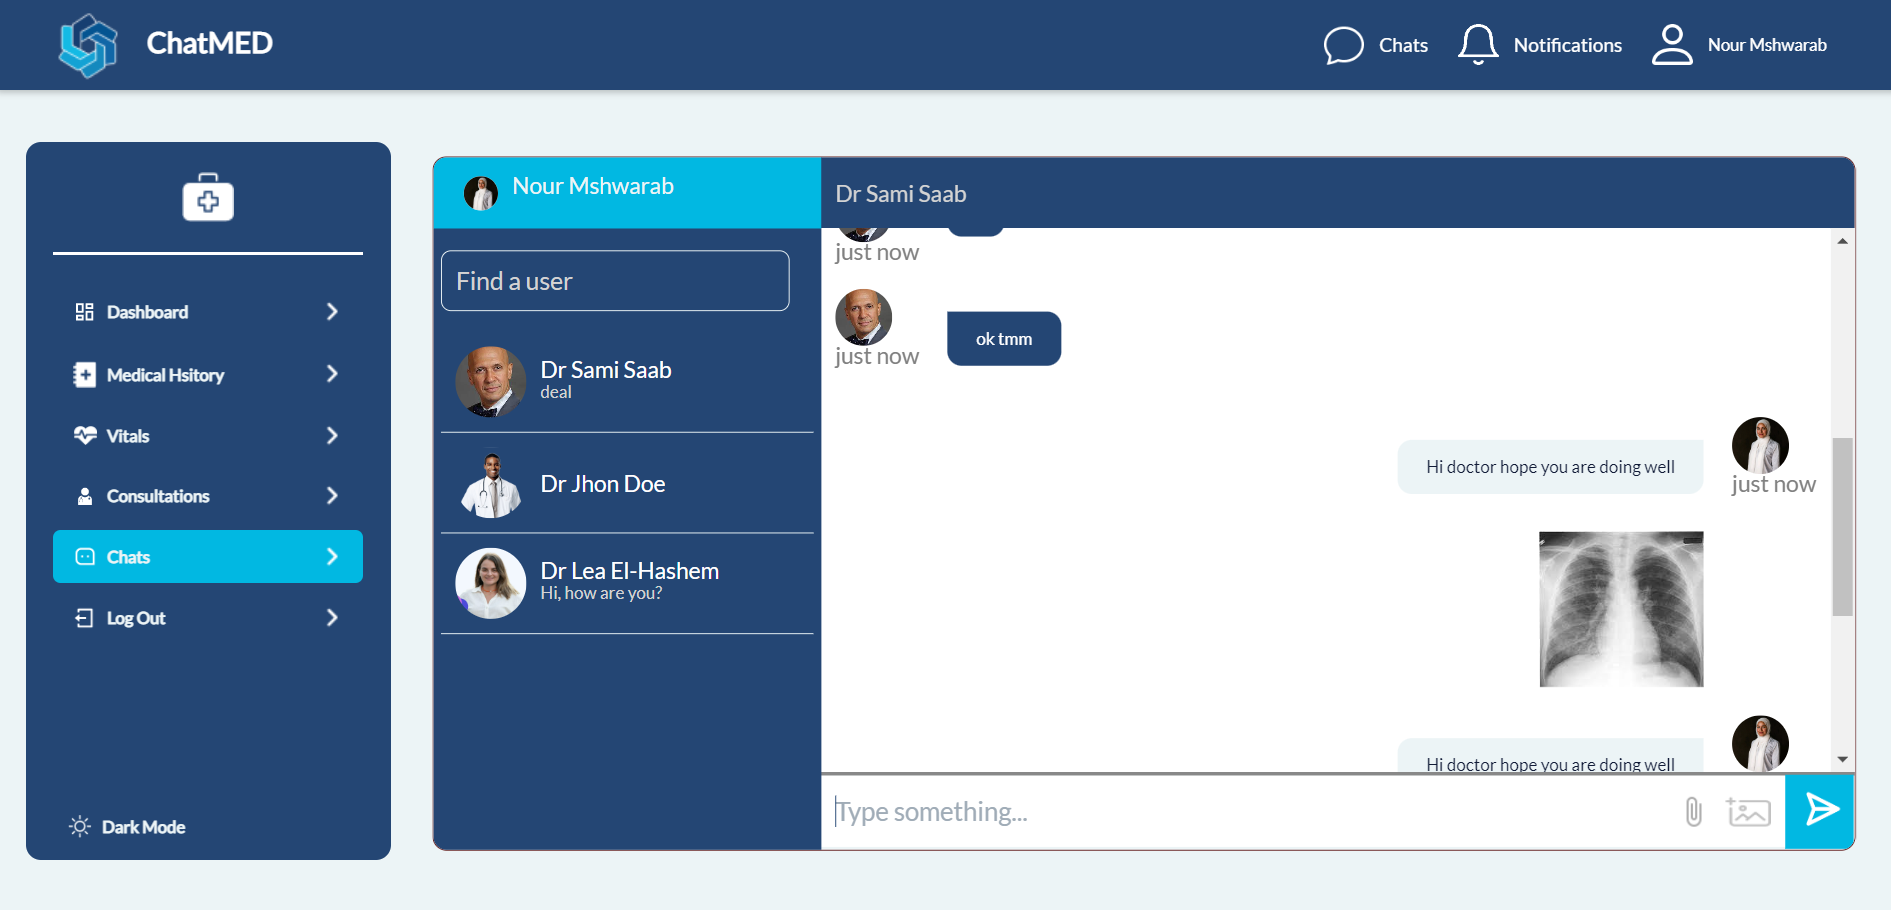 ChatMED
Chats
Notifications
Nour Mshwarab
Dashboard
Medical Hsitory
Vitals
Consultations
Chats
Log Out
Dark Mode
Nour Mshwarab
Find a user
Dr Sami Saab
deal
Dr Jhon Doe
Dr Lea El-Hashem
Hi, how are you?
Dr Sami Saab
just now
ok tmm
just now
Hi doctor hope you are doing well
just now
Hi doctor hope you are doing well
Type something...